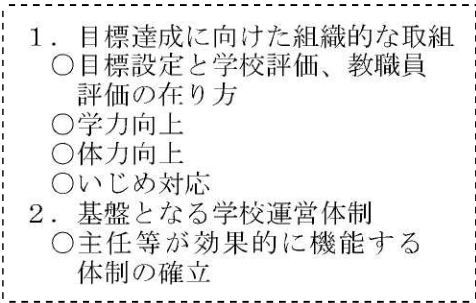 １．目標達成に向けた組織的な取組
○目標設定と学校評価、教職員
評価の在り方
○学力向上
○体力向上
○いじめ対応
２．基盤となる学校運営体制
○主任等が効果的に機能する
体制の確立